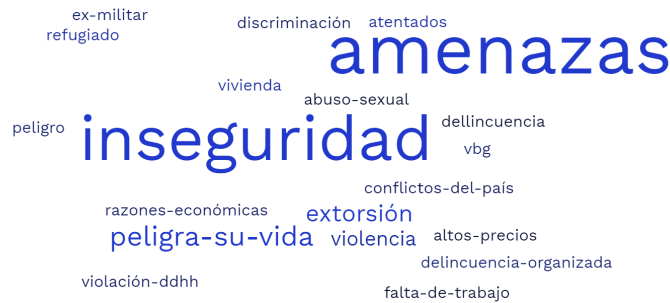 ex-militar
discriminación atentados
refugiado
amenazas
vivienda
abuso-sexual
peligro inseguridad dellincuencia
vbg
conflictos-del-país
razones-económicas extorsión
peligra-su-vida violencia altos-precios
delincuencia-organizada
violación-ddhh
falta-de-trabajo